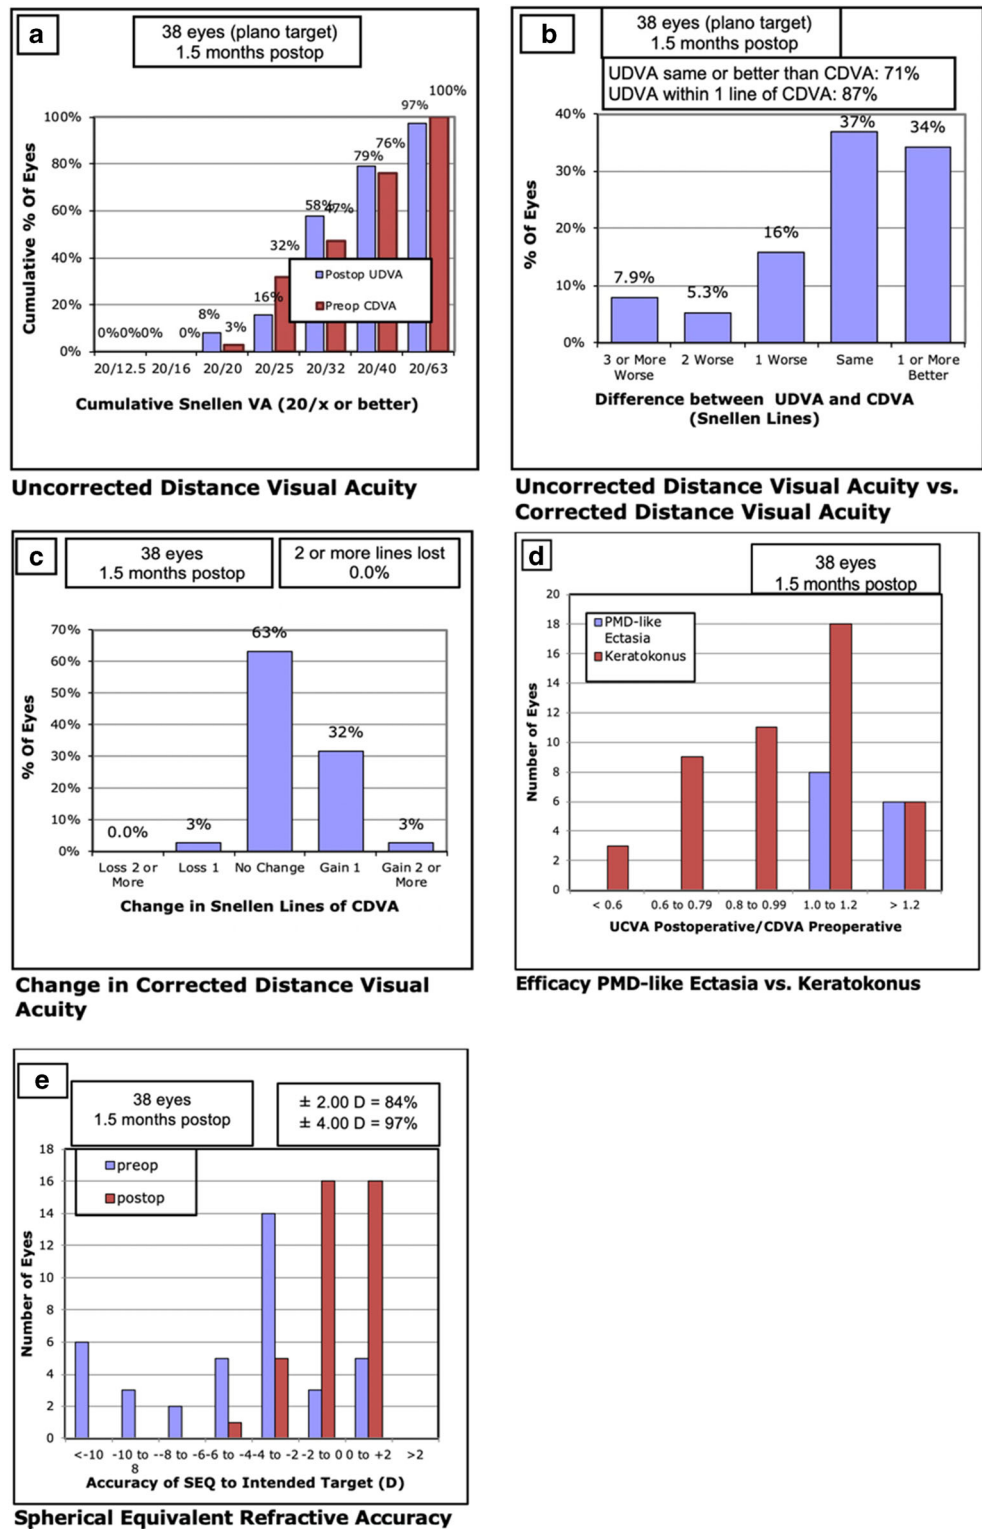 a
38 eyes (plano target)
1.5 months postop
100%
97%
100%
80%
79%
76%
60%
58%
47%
40%
32%
20%
16%
8%
3%
0%
0%0%0%
0%
Postop UDVA
Preop CDVA
20/12.5 20/16 20/20 20/25 20/32 20/40 20/63
Cumulative % Of Eyes
Cumulative Snellen VA (20/x or better)
Uncorrected Distance Visual Acuity
b
38 eyes (plano target)
1.5 months postop
UDVA same or better than CDVA: 71%
UDVA within 1 line of CDVA: 87%
40%
30%
20%
10%
0%
7.9%
5.3%
16%
37%
34%
% Of Eyes
3 or More Worse
2 Worse
1 Worse
Same
1 or More Better
Difference between UDVA and CDVA
(Snellen Lines)
Uncorrected Distance Visual Acuity vs.
Corrected Distance Visual Acuity
c
38 eyes
1.5 months postop
2 or more lines lost
0.0%
70%
60%
50%
40%
30%
20%
10%
0%
0.0%
3%
63%
32%
3%
% Of Eyes
Loss 2 or More
Loss 1
No Change
Gain 1
Gain 2 or More
Change in Snellen Lines of CDVA
Change in Corrected Distance Visual
Acuity
d
38 eyes
1.5 months postop
20
18
16
14
12
10
8
6
4
2
0
PMD-like
Ectasia
Keratokonus
Number of Eyes
< 0.6
0.6 to 0.79
0.8 to 0.99
1.0 to 1.2
> 1.2
UCVA Postoperative/CDVA Preoperative
Efficacy PMD-like Ectasia vs. Keratokonus
e
38 eyes
1.5 months postop
± 2.00 D = 84%
± 4.00 D = 97%
18
16
14
12
10
8
6
4
2
0
preop
postop
Number of Eyes
<-10 -10 to --8 to -6-6 to -4-4 to -2 -2 to 0 0 to +2 >2
8
Accuracy of SEQ to Intended Target (D)
Spherical Equivalent Refractive Accuracy